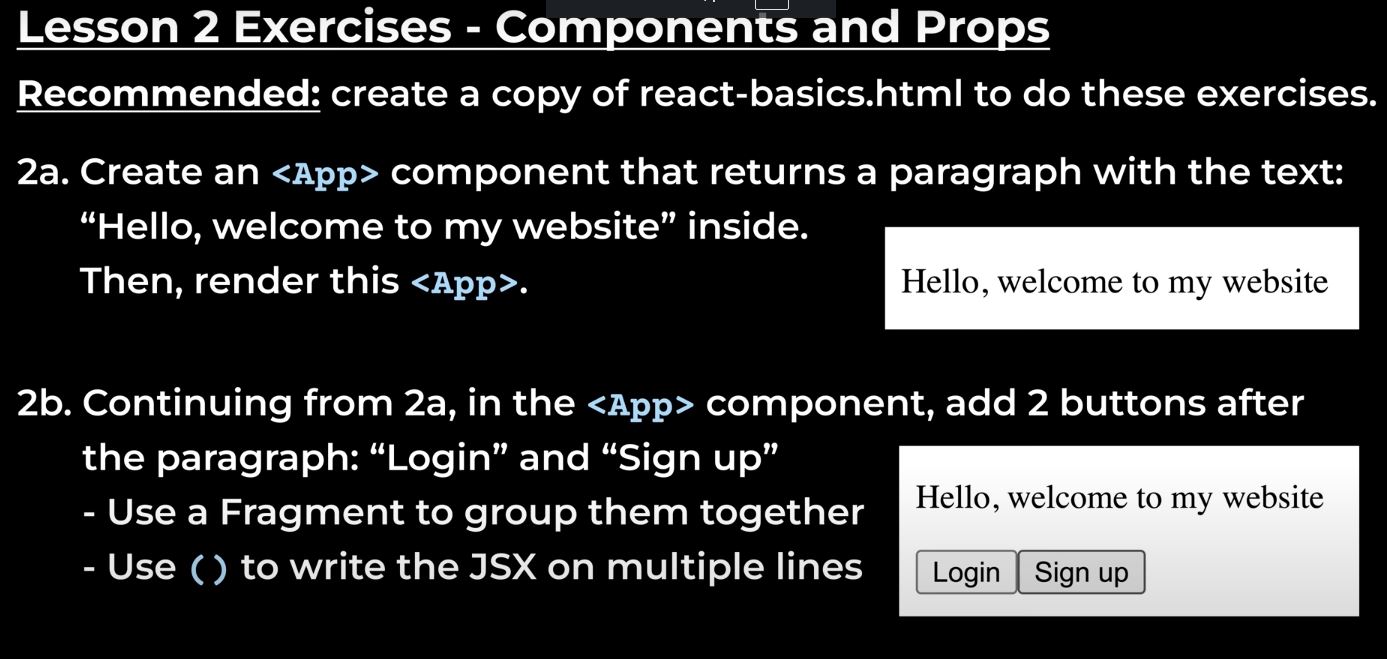 Lesson 2 Exercises - Components and Props
Recommended: create a copy of react-basics.html to do these exercises.
2a. Create an <App> component that returns a paragraph with the text:
“Hello, welcome to my website” inside.
Then, render this <App>.
Hello, welcome to my website
2b. Continuing from 2a, in the <App> component, add 2 buttons after
the paragraph: “Login” and “Sign up”
- Use a Fragment to group them together
- Use () to write the JSX on multiple lines
Hello, welcome to my website
Login Sign up